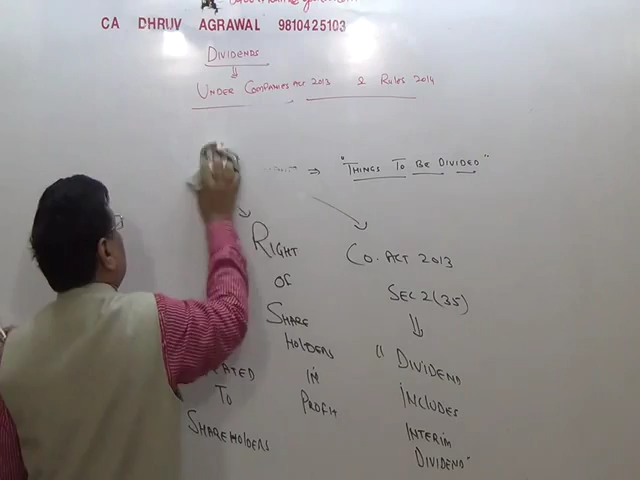 CA DHRUV AGRAWAL 9810425103
DIVIDENDS
UNDER COMPANIES ACT 2013 & RULES 2014
⇒ "THINGS TO BE DIVIDED"
RIGHT
OF
SHARE
HOLDERS
IN
PROFIT
CO. ACT 2013
SEC 2(35)
"DIVIDEND
INCLUDES
INTERIM
DIVIDEND"
TO
SHAREHOLDERS